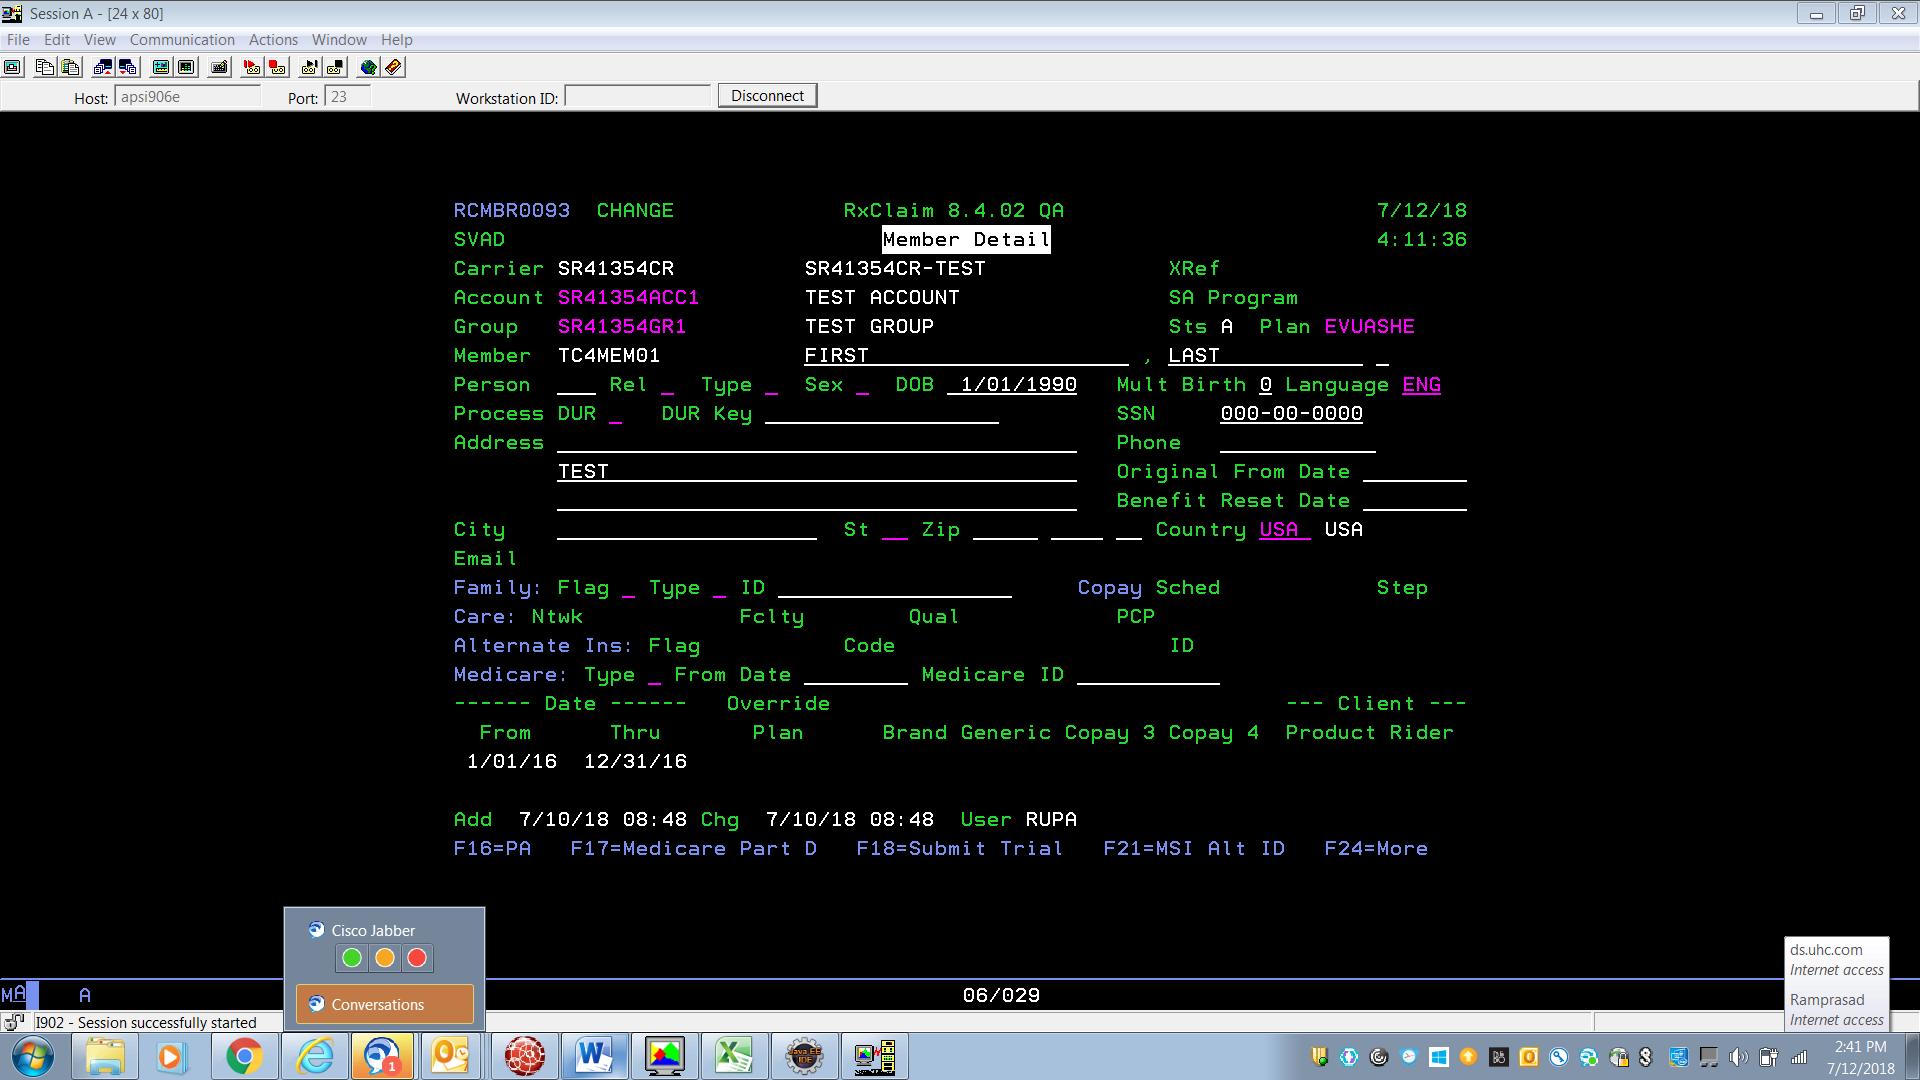 Session A - [24 x 80]
File Edit View Communication Actions Window Help
Host: apsi906e Port: 23 Workstation ID: Disconnect
RCMBR0093 CHANGE RxClaim 8.4.02 QA 7/12/18
SVAD Member Detail 4:11:36
Carrier SR41354CR SR41354CR-TEST XRef
Account SR41354ACC1 TEST ACCOUNT SA Program
Group SR41354GR1 TEST GROUP Sts A Plan EVUASHE
Member TC4MEM01 FIRST , LAST
Person Rel Type Sex DOB 1/01/1990 Mult Birth 0 Language ENG
Process DUR DUR Key SSN 000-00-0000
Address Phone
TEST Original From Date
Benefit Reset Date
City St Zip Country USA USA
Email
Family: Flag Type ID Copay Sched Step
Care: Ntwk Fclty Qual PCP
Alternate Ins: Flag Code ID
Medicare: Type From Date Medicare ID
------ Date ------ Override --- Client ---
From Thru Plan Brand Generic Copay 3 Copay 4 Product Rider
1/01/16 12/31/16
Add 7/10/18 08:48 Chg 7/10/18 08:48 User RUPA
F16=PA F17=Medicare Part D F18=Submit Trial F21=MSI Alt ID F24=More
Cisco Jabber
Conversations
ds.uhc.com
Internet access
Ramprasad
Internet access
MA A 06/029
I902 - Session successfully started
1
Java EE
IDE
2:41 PM
7/12/2018